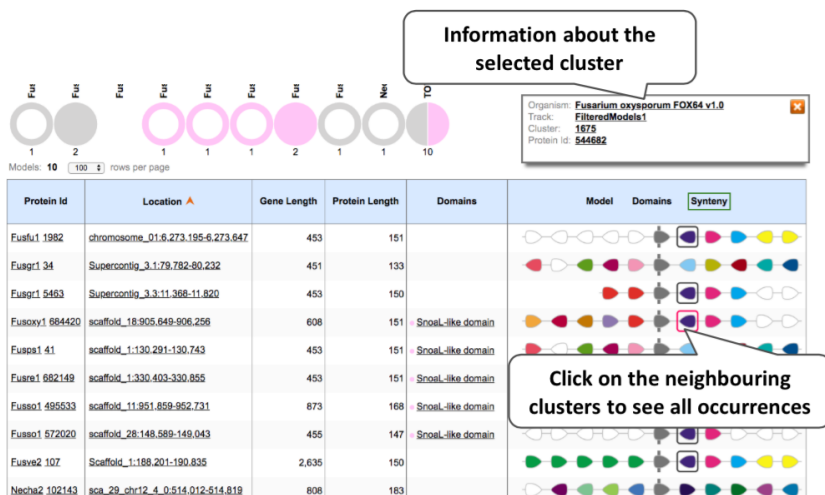 Information about the
selected cluster
Fus Fus Fus Fus Fus Fus Fus Fus Nec TO
Organism: Fusarium oxysporum FOX64 v1.0
Track: FilteredModels1
Cluster: 1675
Protein Id: 544682
1 2 1 1 1 2 1 1 10
Models: 10 100 rows per page
Protein Id Location Gene Length Protein Length Domains Model Domains Synteny
Fusfu1 1982 chromosome_01:6,273,195-6,273,647 453 151
Fusgr1 34 Supercontig_3.1:79,782-80,232 451 133
Fusgr1 5463 Supercontig_3.3:11,368-11,820 453 150
Fusoxy1 684420 scaffold_18:905,649-906,256 608 151 SnoaL-like domain
Fusps1 41 scaffold_1:130,291-130,743 453 151 SnoaL-like domain
Fusre1 682149 scaffold_1:330,403-330,855 453 151 SnoaL-like domain
Click on the neighbouring
clusters to see all occurrences
Fusso1 495533 scaffold_11:951,859-952,731 873 168 SnoaL-like domain
Fusso1 572020 scaffold_28:148,589-149,043 455 147 SnoaL-like domain
Fusve2 107 Scaffold_1:188,201-190,835 2,635 150
Necha2 102143 sca_29_chr12_4_0:514,012-514,819 808 183